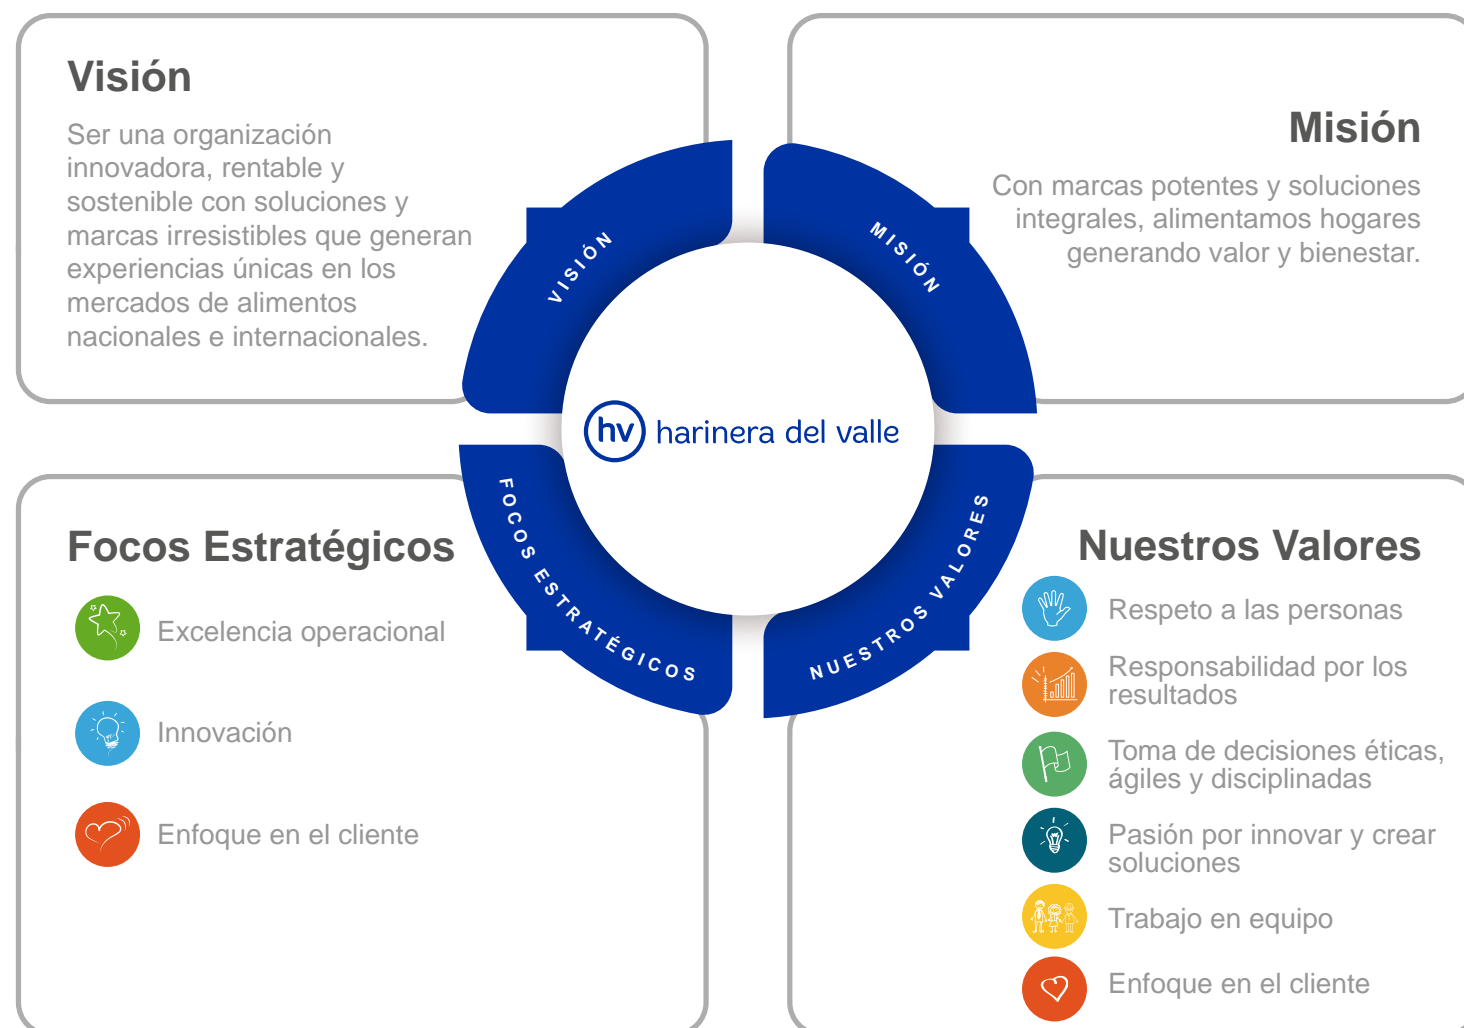 Visión
Ser una organización
innovadora, rentable y
sostenible con soluciones y
marcas irresistibles que generan
experiencias únicas en los
mercados de alimentos
nacionales e internacionales.
Misión
Con marcas potentes y soluciones
integrales, alimentamos hogares
generando valor y bienestar.
VISIÓN
MISIÓN
hv harinera del valle
FOCOS ESTRATÉGICOS
NUESTROS VALORES
Focos Estratégicos
Excelencia operacional
Innovación
Enfoque en el cliente
Nuestros Valores
Respeto a las personas
Responsabilidad por los
resultados
Toma de decisiones éticas,
ágiles y disciplinadas
Pasión por innovar y crear
soluciones
Trabajo en equipo
Enfoque en el cliente